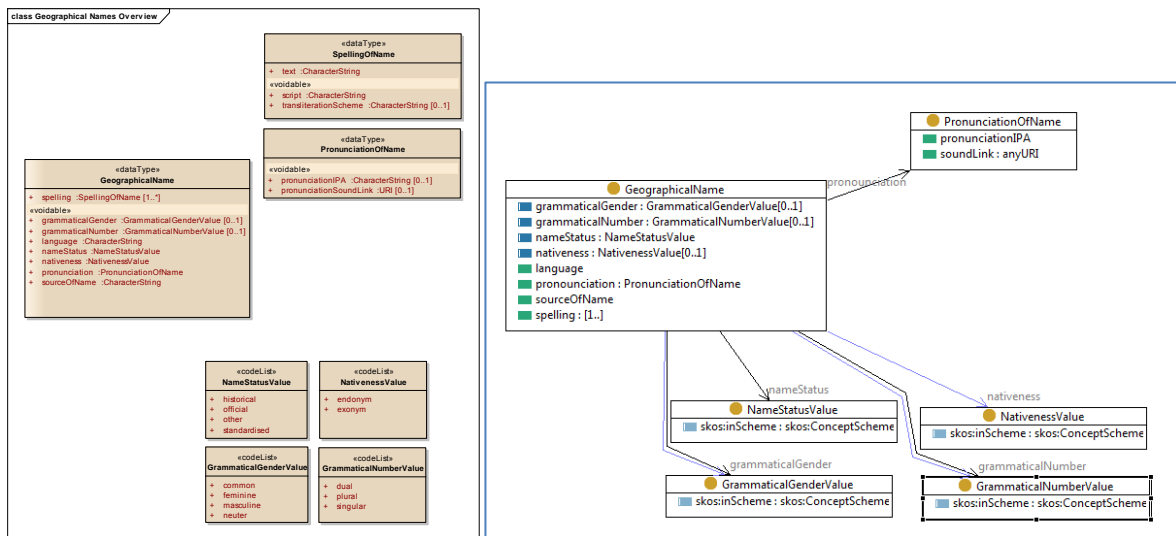 class Geographical Names Overview
«dataType»
SpellingOfName
+ text :CharacterString
«voidable»
+ script :CharacterString
+ transliterationScheme :CharacterString [0..1]
«dataType»
PronunciationOfName
«voidable»
+ pronunciationIPA :CharacterString [0..1]
+ pronunciationSoundLink :URI [0..1]
«dataType»
GeographicalName
+ spelling :SpellingOfName [1..*]
«voidable»
+ grammaticalGender :GrammaticalGenderValue [0..1]
+ grammaticalNumber :GrammaticalNumberValue [0..1]
+ language :CharacterString
+ nameStatus :NameStatusValue
+ nativeness :NativenessValue
+ pronunciation :PronunciationOfName
+ sourceOfName :CharacterString
«codeList»
NameStatusValue
+ historical
+ official
+ other
+ standardised
«codeList»
NativenessValue
+ endonym
+ exonym
«codeList»
GrammaticalGenderValue
+ common
+ feminine
+ masculine
+ neuter
«codeList»
GrammaticalNumberValue
+ dual
+ plural
+ singular
PronunciationOfName
pronunciationIPA
soundLink : anyURI
pronounciation
GeographicalName
grammaticalGender : GrammaticalGenderValue[0..1]
grammaticalNumber : GrammaticalNumberValue[0..1]
nameStatus : NameStatusValue
nativeness : NativenessValue[0..1]
language
pronounciation : PronunciationOfName
sourceOfName
spelling : [1..]
nameStatus
NameStatusValue
skos:inScheme : skos:ConceptScheme
nativeness
NativenessValue
skos:inScheme : skos:ConceptScheme
grammaticalGender
GrammaticalGenderValue
skos:inScheme : skos:ConceptScheme
grammaticalNumber
GrammaticalNumberValue
skos:inScheme : skos:ConceptScheme